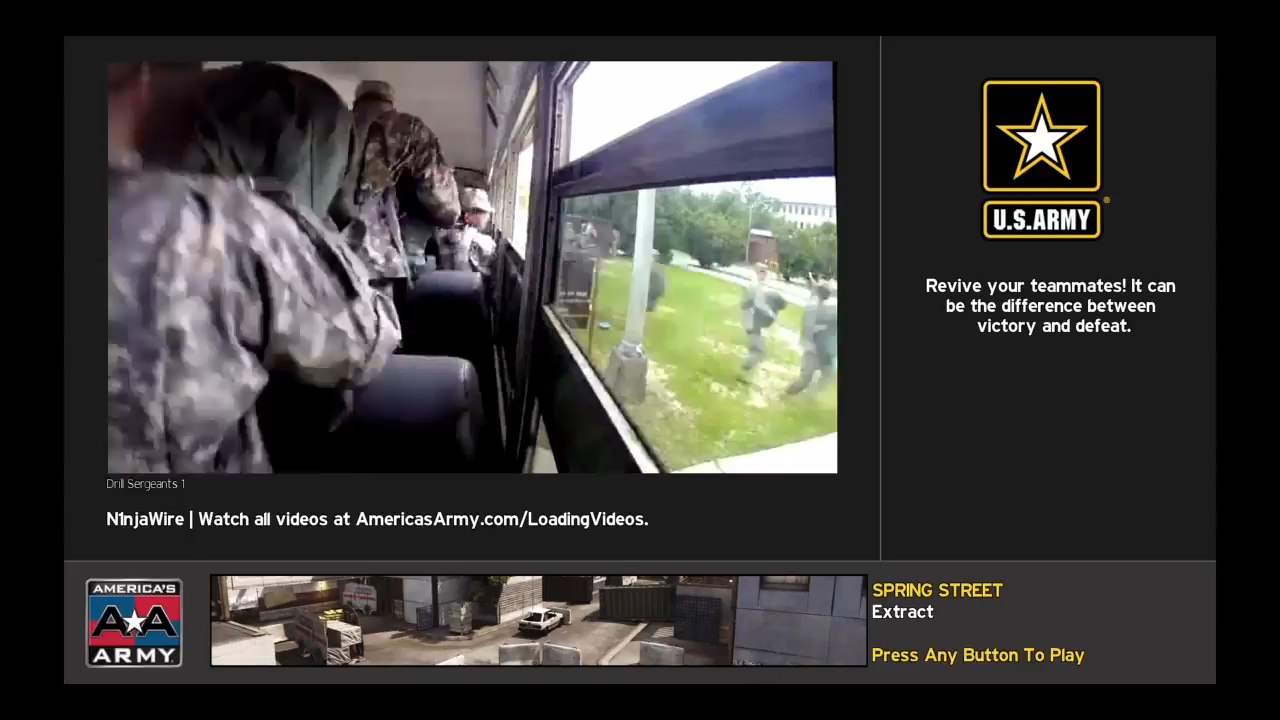 U.S.ARMY
®
Revive your teammates! It can
be the difference between
victory and defeat.
Drill Sergeants 1
N1njaWire | Watch all videos at AmericasArmy.com/LoadingVideos.
AMERICA'S
AA
ARMY
SPRING STREET
Extract
Press Any Button To Play